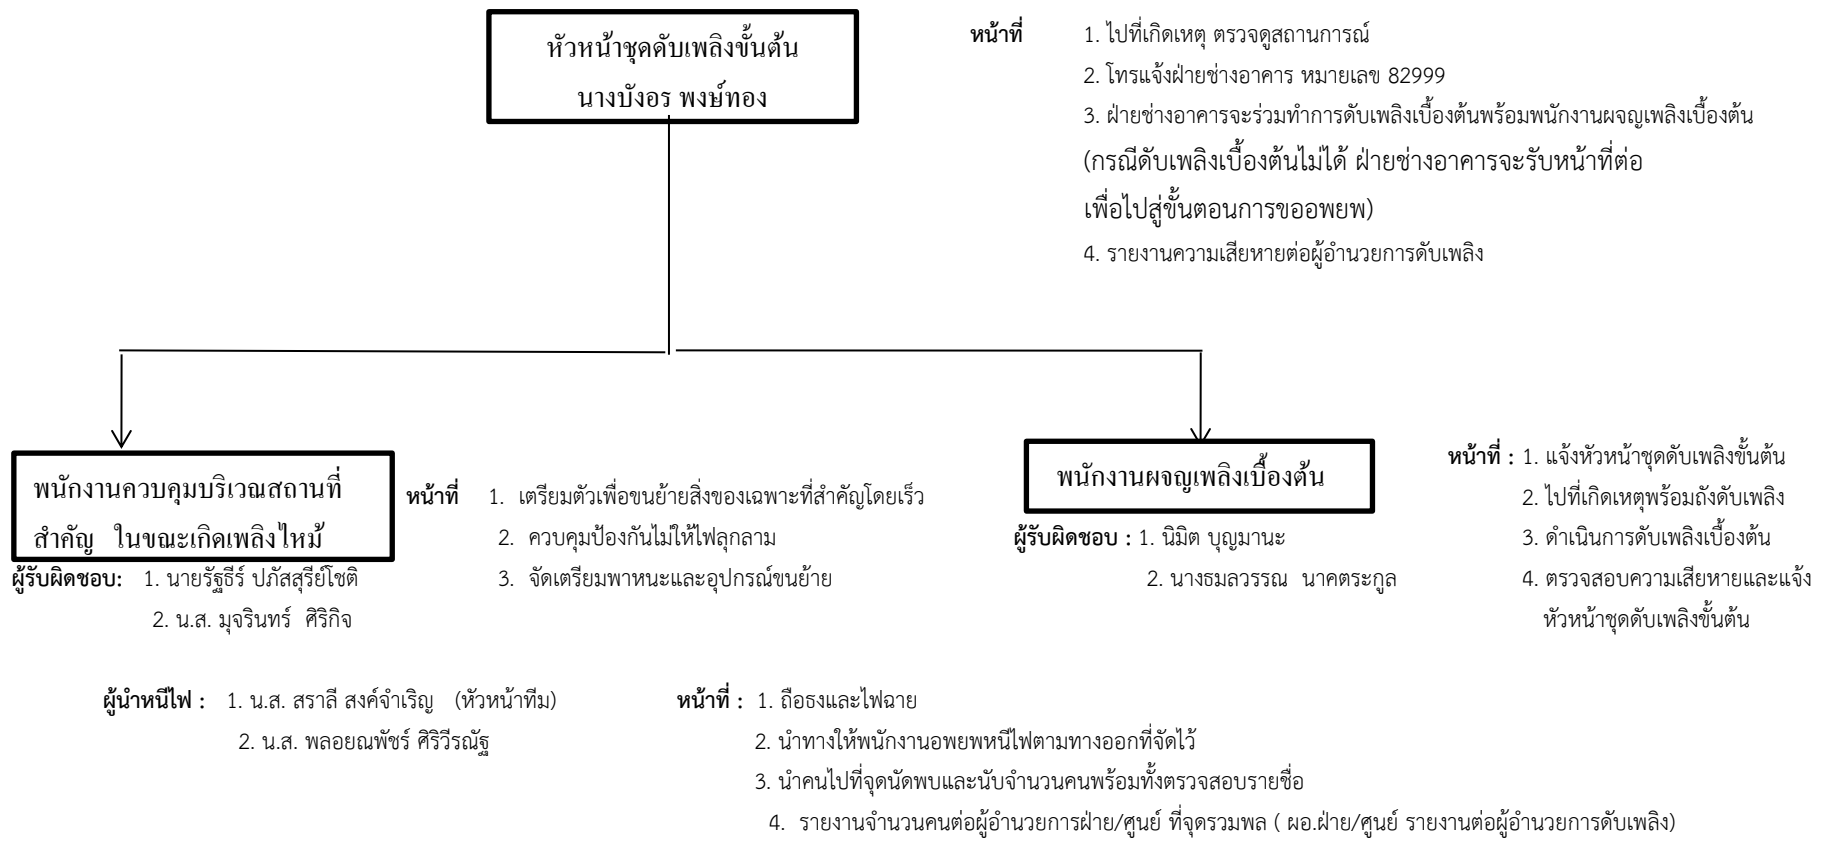 หัวหน้าชุดดับเพลิงขั้นต้น
นางบังอร พงษ์ทอง
หน้าที่ 1. ไปที่เกิดเหตุ ตรวจดูสถานการณ์
2. โทรแจ้งฝ่ายช่างอาคาร หมายเลข 82999
3. ฝ่ายช่างอาคารจะร่วมทำการดับเพลิงเบื้องต้นพร้อมพนักงานผจญเพลิงเบื้องต้น
(กรณีดับเพลิงเบื้องต้นไม่ได้ ฝ่ายช่างอาคารจะรับหน้าที่ต่อ
เพื่อไปสู่ขั้นตอนการขออพยพ)
4. รายงานความเสียหายต่อผู้อำนวยการดับเพลิง
พนักงานควบคุมบริเวณสถานที่
สำคัญ ในขณะเกิดเพลิงไหม้
ผู้รับผิดชอบ: 1. นายรัฐธีร์ ปภัสสุรีย์โชติ
2. น.ส. มุจรินทร์ ศิริกิจ
หน้าที่ 1. เตรียมตัวเพื่อขนย้ายสิ่งของเฉพาะที่สำคัญโดยเร็ว
2. ควบคุมป้องกันไม่ให้ไฟลุกลาม
3. จัดเตรียมพาหนะและอุปกรณ์ขนย้าย
พนักงานผจญเพลิงเบื้องต้น
ผู้รับผิดชอบ : 1. นิมิต บุญมานะ
2. นางธมลวรรณ นาคตระกูล
หน้าที่ : 1. แจ้งหัวหน้าชุดดับเพลิงขั้นต้น
2. ไปที่เกิดเหตุพร้อมถังดับเพลิง
3. ดำเนินการดับเพลิงเบื้องต้น
4. ตรวจสอบความเสียหายและแจ้ง
หัวหน้าชุดดับเพลิงขั้นต้น
ผู้นำหนีไฟ : 1. น.ส. สราลี สงค์จำเริญ (หัวหน้าทีม)
2. น.ส. พลอยณพัชร์ ศิริวีรณัฐ
หน้าที่ : 1. ถือธงและไฟฉาย
2. นำทางให้พนักงานอพยพหนีไฟตามทางออกที่จัดไว้
3. นำคนไปที่จุดนัดพบและนับจำนวนคนพร้อมทั้งตรวจสอบรายชื่อ
4. รายงานจำนวนคนต่อผู้อำนวยการฝ่าย/ศูนย์ ที่จุดรวมพล ( ผอ.ฝ่าย/ศูนย์ รายงานต่อผู้อำนวยการดับเพลิง)